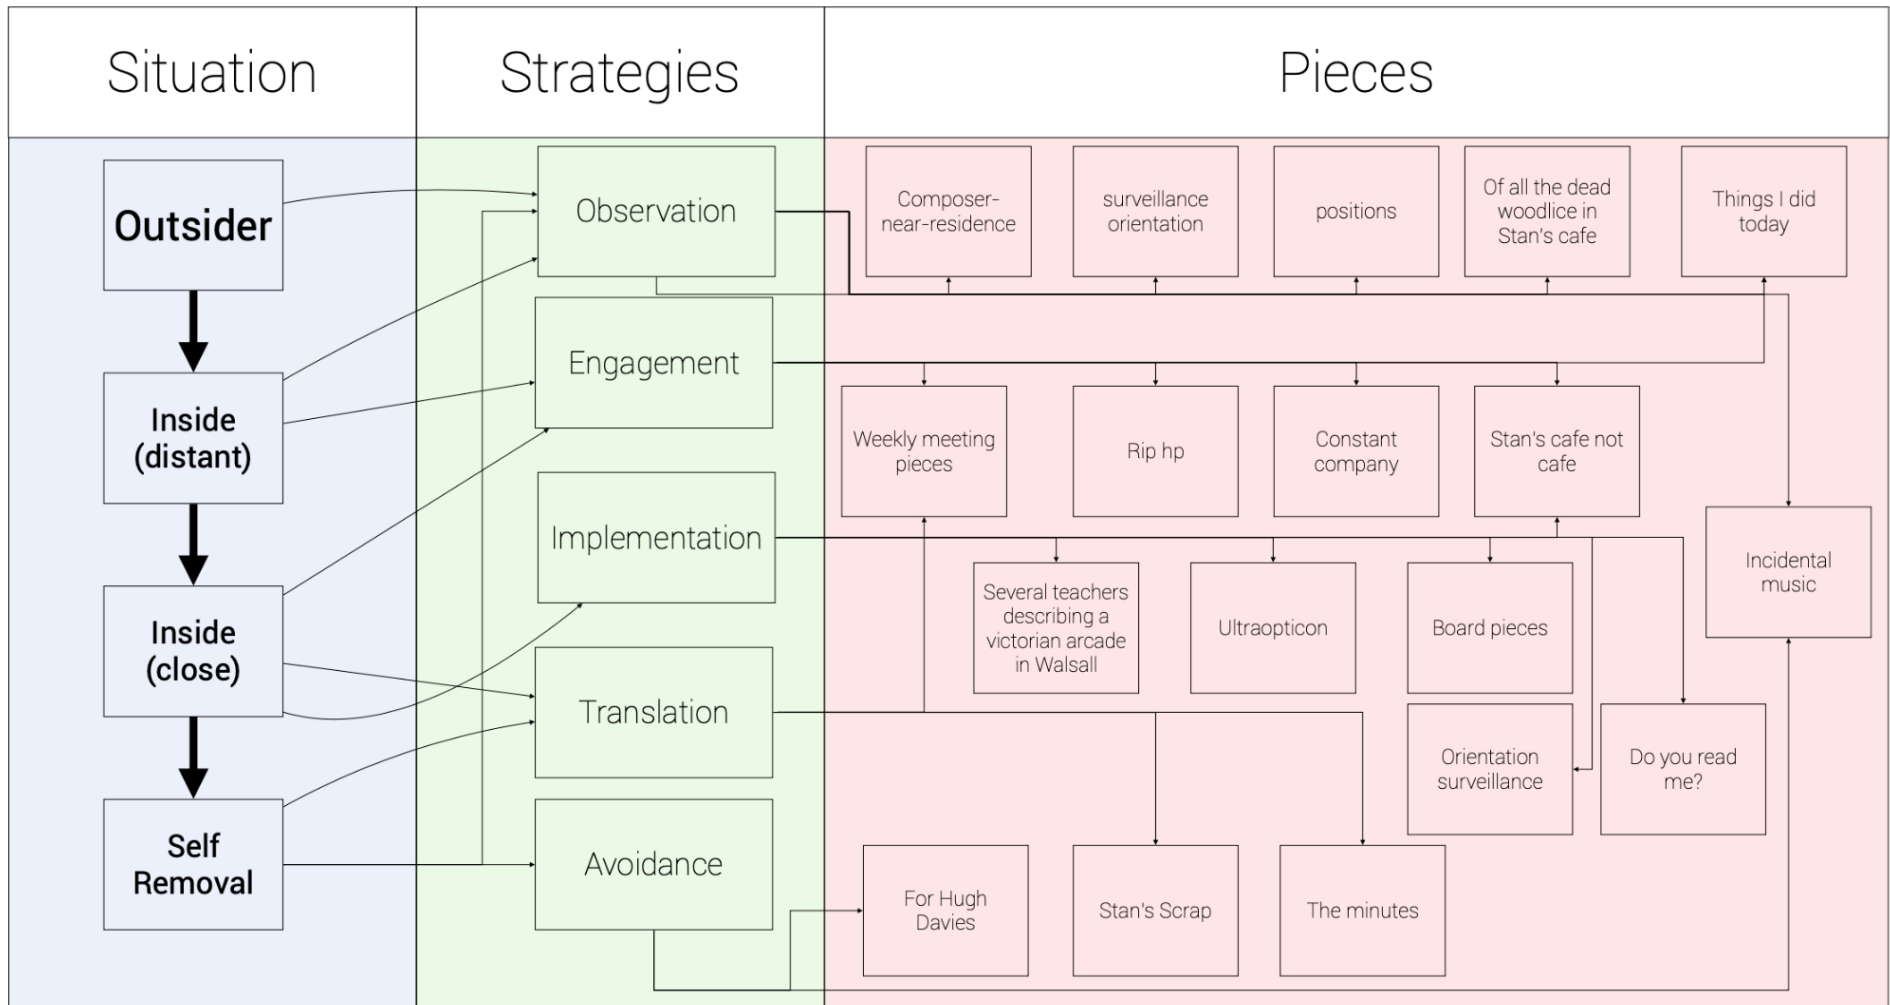 Situation
Strategies
Pieces
Outsider
Inside
(distant)
Inside
(close)
Self
Removal
Observation
Engagement
Implementation
Translation
Avoidance
Composer-
near-residence
surveillance
orientation
positions
Of all the dead
woodlice in
Stan's cafe
Things I did
today
Weekly meeting
pieces
Rip hp
Constant
company
Stan's cafe not
cafe
Incidental
music
Several teachers
describing a
victorian arcade
in Walsall
Ultraopticon
Board pieces
Orientation
surveillance
Do you read
me?
For Hugh
Davies
Stan's Scrap
The minutes